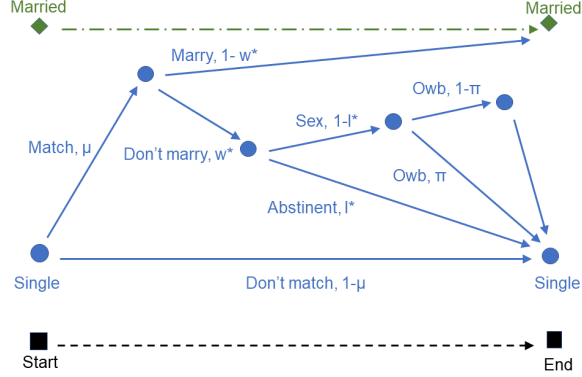 Married
Married
Marry, 1- w*
Owb, 1-π
Sex, 1-l*
Match, μ
Don't marry, w*
Owb, π
Abstinent, l*
Single
Don't match, 1-μ
Single
Start
End